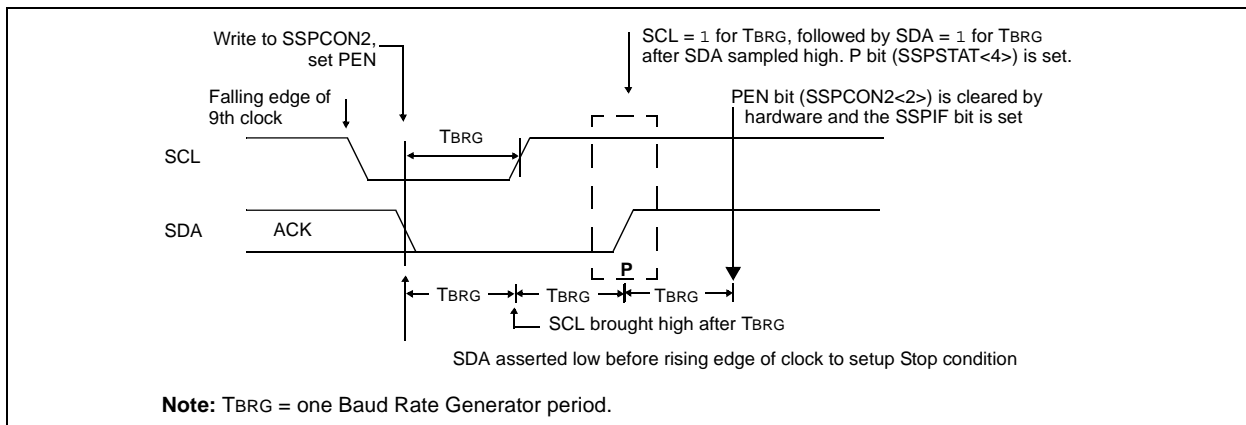 Write to SSPCON2,
set PEN
SCL = 1 for TBRG, followed by SDA = 1 for TBRG
after SDA sampled high. P bit (SSPSTAT<4>) is set.
Falling edge of
9th clock
PEN bit (SSPCON2<2>) is cleared by
hardware and the SSPIF bit is set
TBRG
SCL
SDA
ACK
P
TBRG
TBRG
TBRG
SCL brought high after TBRG
SDA asserted low before rising edge of clock to setup Stop condition
Note: TBRG = one Baud Rate Generator period.